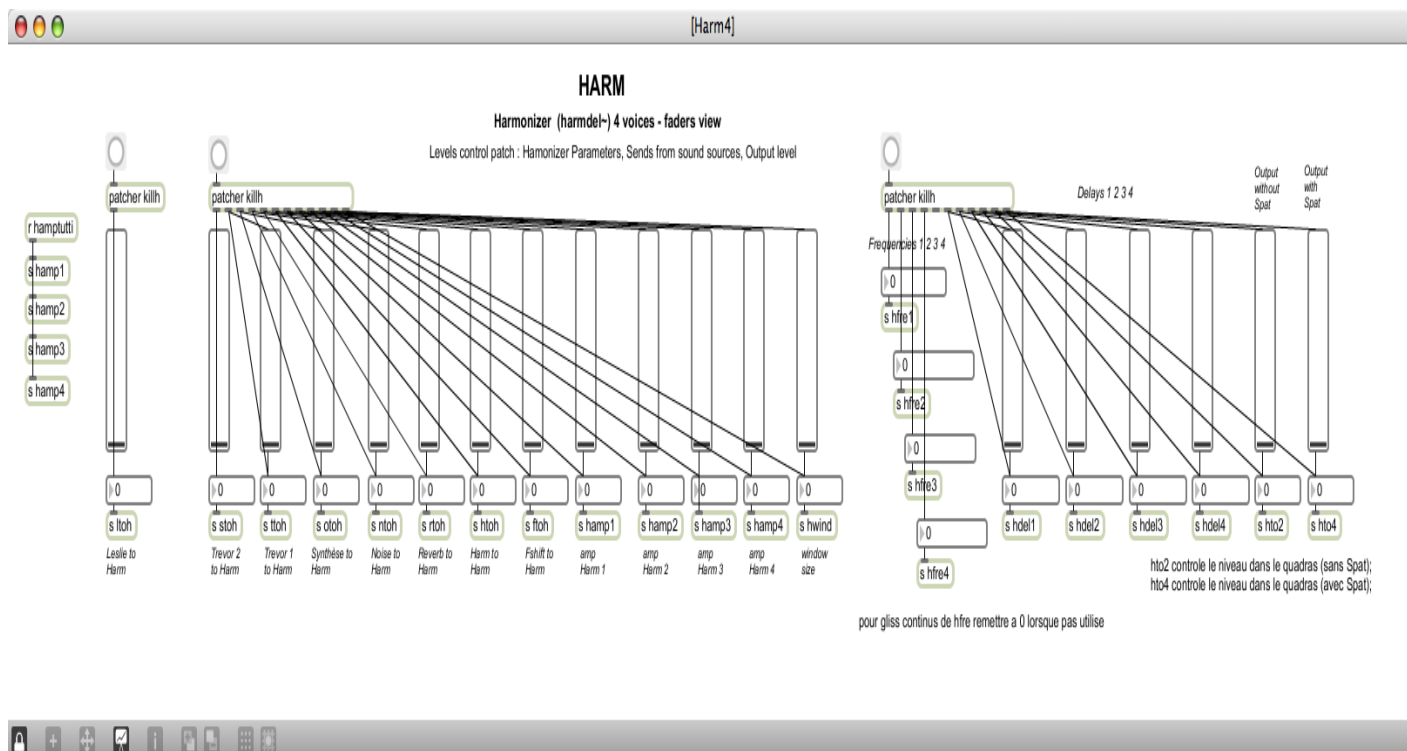 [Harm4]
HARM
Harmonizer (harmdel~) 4 voices - faders view
Levels control patch : Hamonizer Parameters, Sends from sound sources, Output level
r hamptutti
s hamp1
s hamp2
s hamp3
s hamp4
patcher killh
0
s ltoh
Leslie to
Harm
patcher killh
0
s stoh
Trevor 2
to Harm
0
s ttoh
Trevor 1
to Harm
0
s otoh
Synthèse to
Harm
0
s ntoh
Noise to
Harm
0
s rtoh
Reverb to
Harm
0
s htoh
Harm to
Harm
0
s ftoh
Fshift to
Harm
0
s hamp1
amp
Harm 1
0
s hamp2
amp
Harm 2
0
s hamp3
amp
Harm 3
0
s hamp4
amp
Harm 4
0
s hwind
window
size
patcher killh
Frequencies 1 2 3 4
0
s hfre1
0
s hfre2
0
s hfre3
0
s hfre4
Delays 1 2 3 4
0
s hdel1
0
s hdel2
0
s hdel3
0
s hdel4
Output
without
Spat
0
s hto2
Output
with
Spat
0
s hto4
hto2 controle le niveau dans le quadras (sans Spat);
hto4 controle le niveau dans le quadras (avec Spat);
pour gliss continus de hfre remettre a 0 lorsque pas utilise